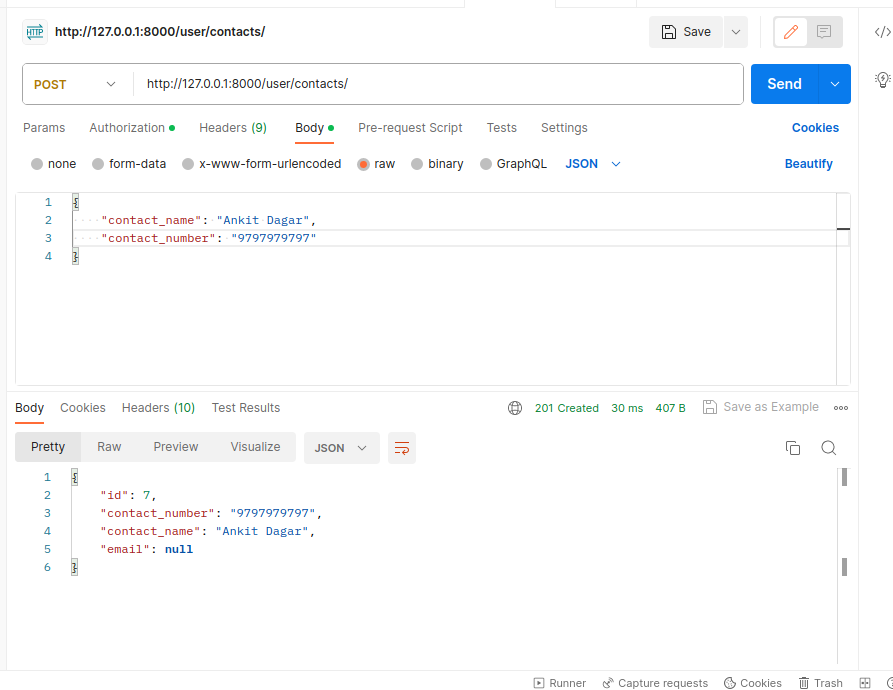 HTTP http://127.0.0.1:8000/user/contacts/ Save
POST http://127.0.0.1:8000/user/contacts/ Send
Params Authorization Headers (9) Body Pre-request Script Tests Settings Cookies
none form-data x-www-form-urlencoded raw binary GraphQL JSON Beautify
1 {
2 "contact_name": "Ankit Dagar",
3 "contact_number": "9797979797"
4 }
Body Cookies Headers (10) Test Results 201 Created 30 ms 407 B Save as Example
Pretty Raw Preview Visualize JSON
1 {
2 "id": 7,
3 "contact_number": "9797979797",
4 "contact_name": "Ankit Dagar",
5 "email": null
6 }
Runner Capture requests Cookies Trash